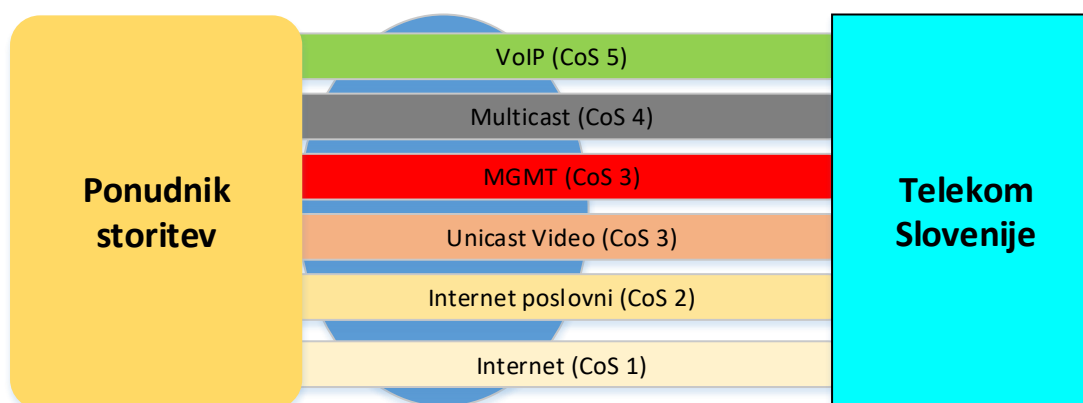 Ponudnik
storitev
VoIP (CoS 5)
Multicast (CoS 4)
MGMT (CoS 3)
Unicast Video (CoS 3)
Internet poslovni (CoS 2)
Internet (CoS 1)
Telekom
Slovenije